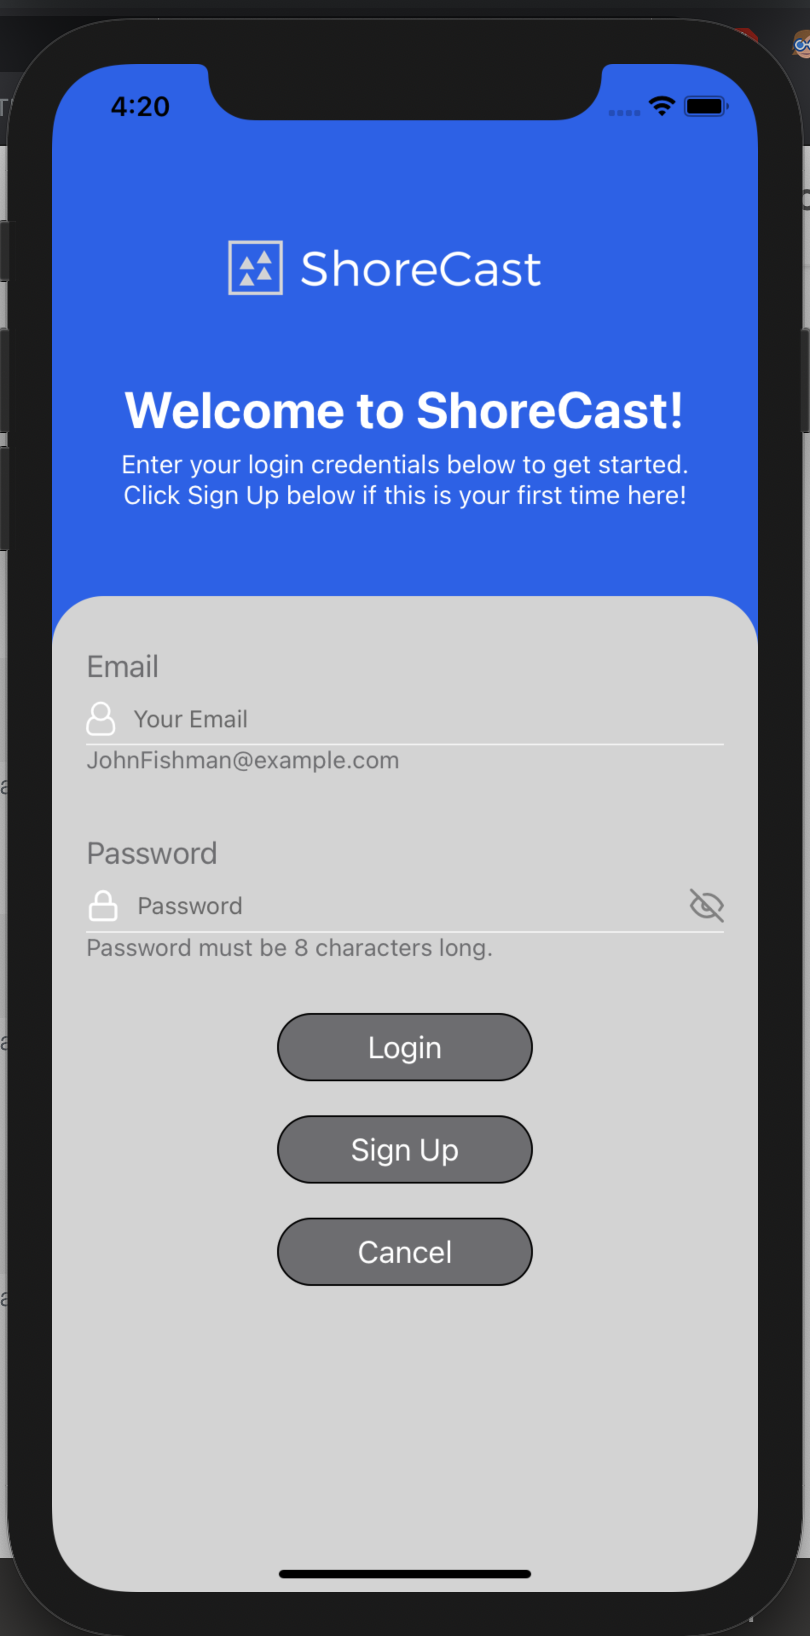 4:20
ShoreCast
Welcome to ShoreCast!
Enter your login credentials below to get started.
Click Sign Up below if this is your first time here!
Email
Your Email
JohnFishman@example.com
Password
Password
Password must be 8 characters long.
Login
Sign Up
Cancel